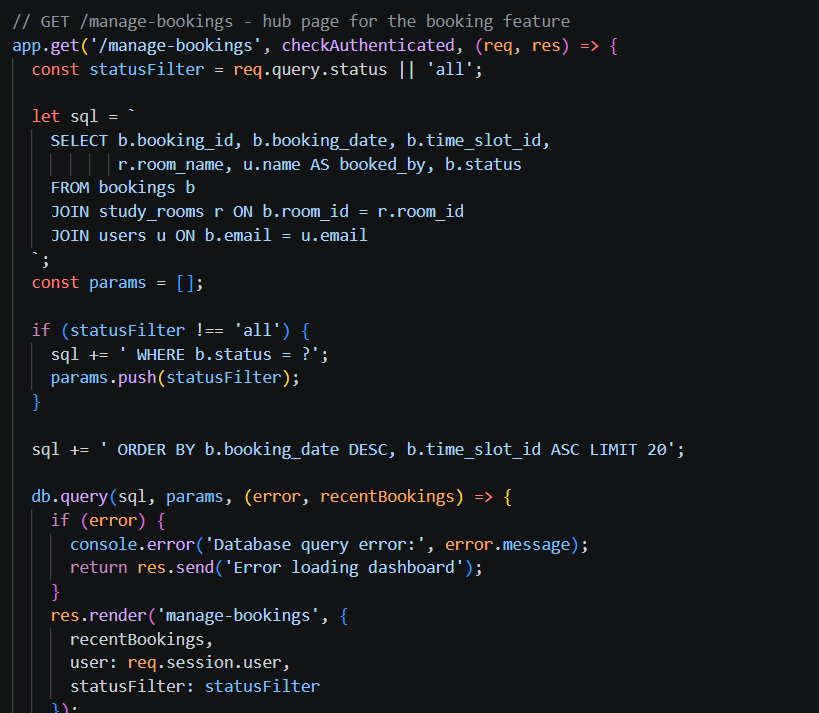 // GET /manage-bookings - hub page for the booking feature
app.get('/manage-bookings', checkAuthenticated, (req, res) => {
  const statusFilter = req.query.status || 'all';

  let sql = `
    SELECT b.booking_id, b.booking_date, b.time_slot_id,
           r.room_name, u.name AS booked_by, b.status
    FROM bookings b
    JOIN study_rooms r ON b.room_id = r.room_id
    JOIN users u ON b.email = u.email
  `;
  const params = [];

  if (statusFilter !== 'all') {
    sql += ' WHERE b.status = ?';
    params.push(statusFilter);
  }

  sql += ' ORDER BY b.booking_date DESC, b.time_slot_id ASC LIMIT 20';

  db.query(sql, params, (error, recentBookings) => {
    if (error) {
      console.error('Database query error:', error.message);
      return res.send('Error loading dashboard');
    }
    res.render('manage-bookings', {
      recentBookings,
      user: req.session.user,
      statusFilter: statusFilter
    });